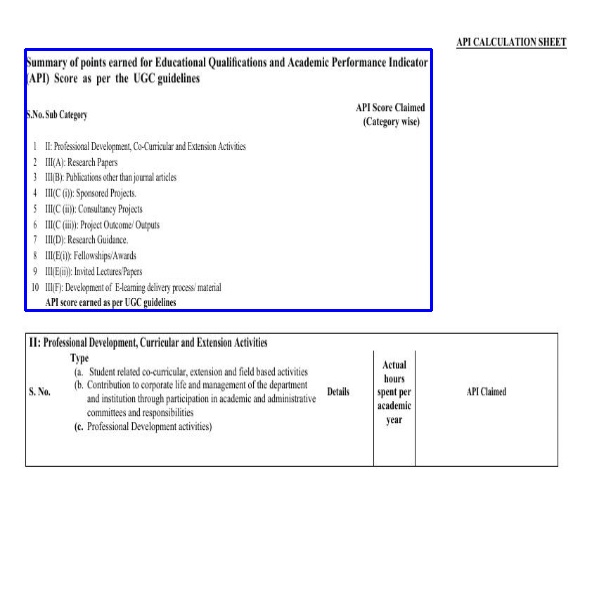 API CALCULATION SHEET
Summary of points earned for Educational Qualifications and Academic Performance Indicator
(API) Score as per the UGC guidelines
S.No. Sub Category API Score Claimed
(Category wise)
1 II: Professional Development, Co-Curricular and Extension Activities
2 III(A): Research Papers
3 III(B): Publications other than journal articles
4 III(C (i)): Sponsored Projects.
5 III(C (ii)): Consultancy Projects
6 III(C (iii)): Project Outcome/ Outputs
7 III(D): Research Guidance.
8 III(E(i)): Fellowships/Awards
9 III(E(ii)): Invited Lectures/Papers
10 III(F): Development of E-learning delivery process/ material
API score earned as per UGC guidelines
II: Professional Development, Curricular and Extension Activities
S. No.
Type
(a. Student related co-curricular, extension and field based activities
(b. Contribution to corporate life and management of the department
and institution through participation in academic and administrative
committees and responsibilities
(c. Professional Development activities)
Details
Actual
hours
spent per
academic
year
API Claimed